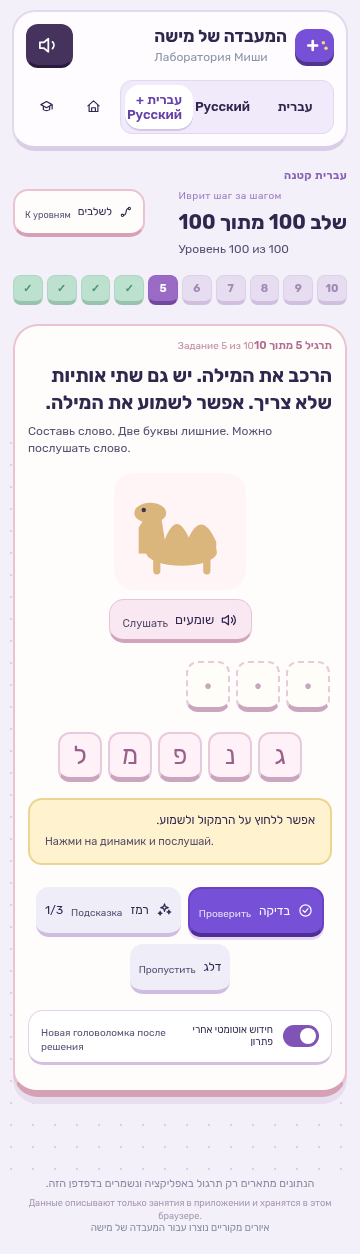 המעבדה של מישה
Лаборатория Миши
עברית
Русский
עברית +
Русский
עברית קטנה
Иврит шаг за шагом
שלב 100 מתוך 100
Уровень 100 из 100
לשלבים К уровням
✓ ✓ ✓ ✓ 5 6 7 8 9 10
תרגיל 5 מתוך 10 Задание 5 из 10
הרכב את המילה. יש גם שתי אותיות
שלא צריך. אפשר לשמוע את המילה.
Составь слово. Две буквы лишние. Можно
послушать слово.
שומעים Слушать
ג נ פ מ ל
אפשר ללחוץ על הרמקול ולשמוע.
Нажми на динамик и послушай.
בדיקה Проверить
רמז Подсказка 1/3
דלג Пропустить
חידוש אוטומטי אחרי
פתרון
Новая головоломка после
решения
הנתונים מתארים רק תרגול באפליקציה ונשמרים בדפדפן הזה.
Данные описывают только занятия в приложении и хранятся в этом
браузере.
איורים מקוריים נוצרו עבור המעבדה של מישה